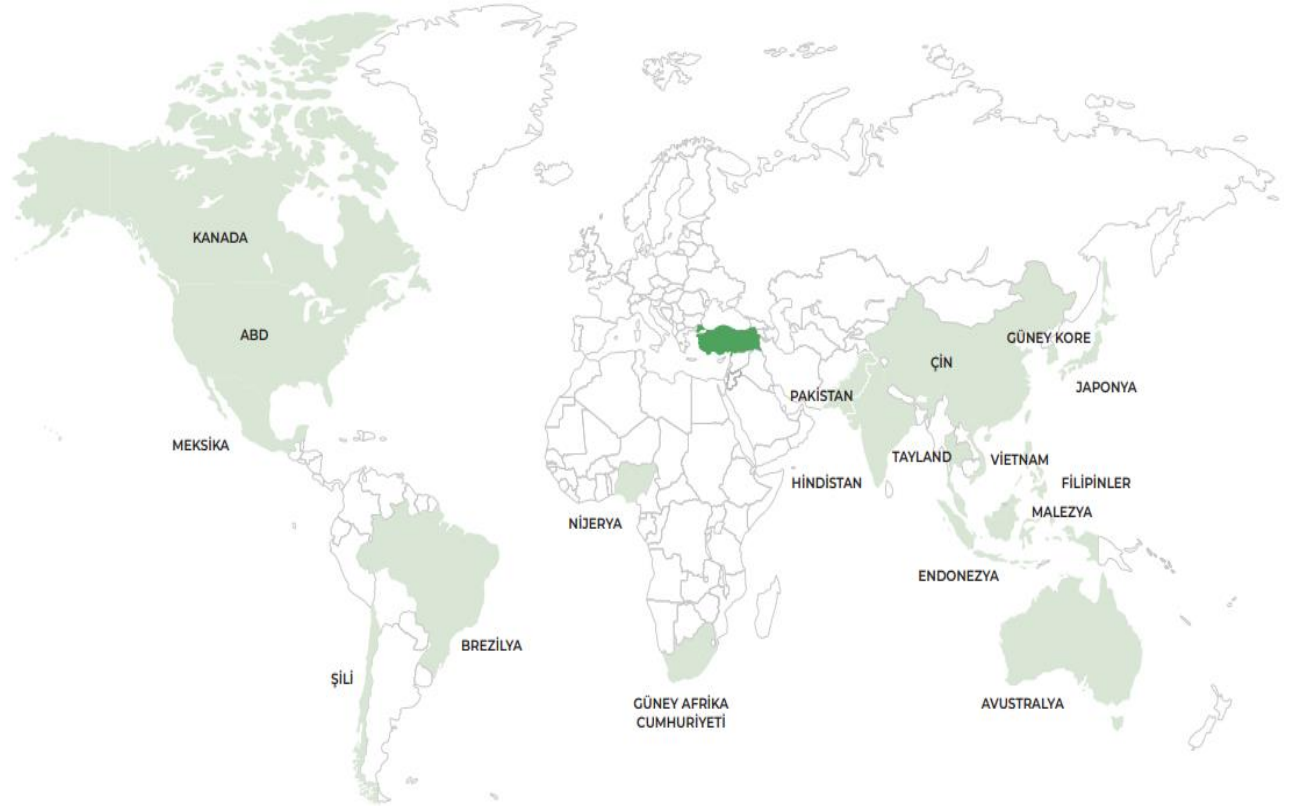 KANADA
ABD
MEKSİKA
ŞİLİ
BREZİLYA
NİJERYA
GÜNEY AFRİKA
CUMHURİYETİ
GÜNEY KORE
ÇİN
JAPONYA
PAKİSTAN
TAYLAND
VİETNAM
HİNDİSTAN
FİLİPİNLER
MALEZYA
ENDONEZYA
AVUSTRALYA